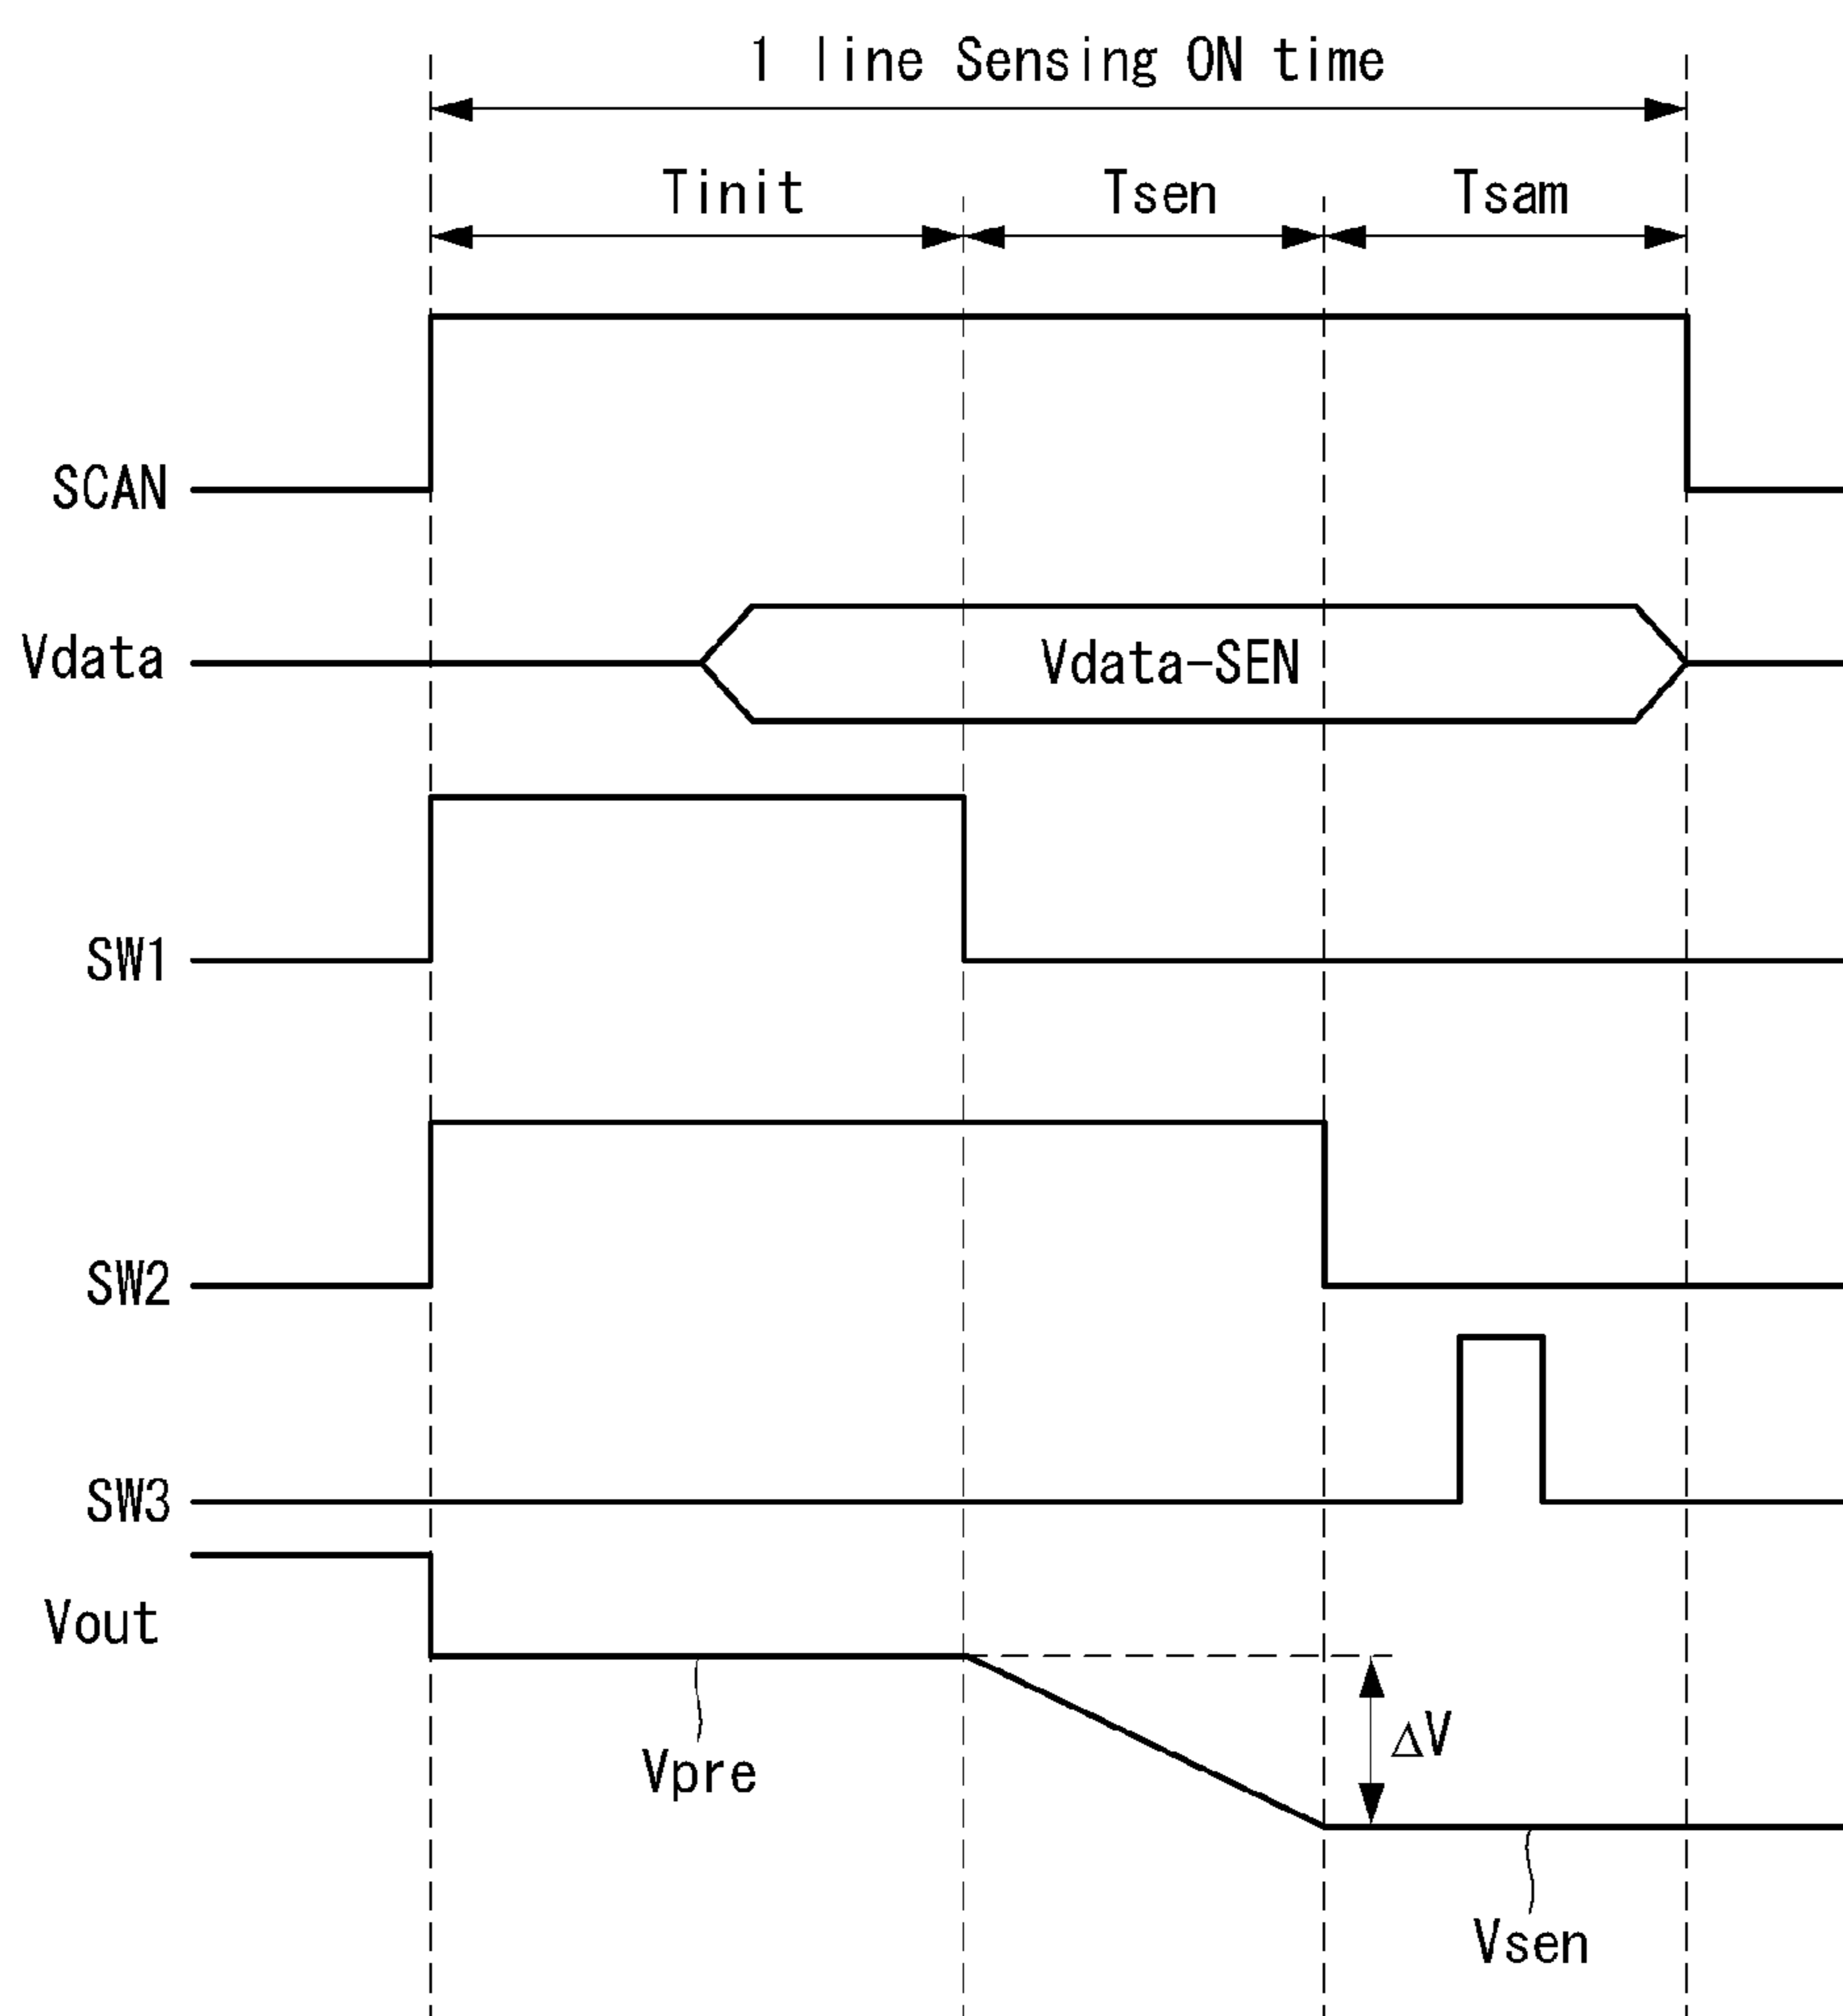 1 line Sensing ON time
Tinit
Tsen
Tsam
SCAN
Vdata
Vdata-SEN
SW1
SW2
SW3
Vout
ΔV
Vpre
Vsen